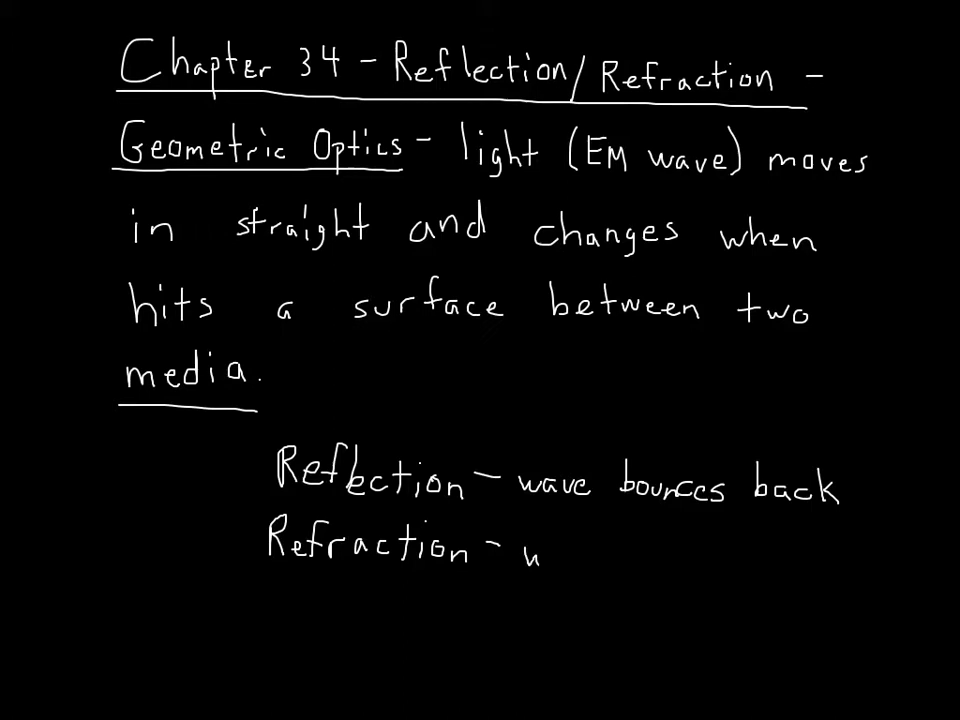 Chapter 34 - Reflection/Refraction -
Geometric Optics - light (EM wave) moves
in straight and changes when
hits a surface between two
media.
Reflection - wave bounces back
Refraction - w